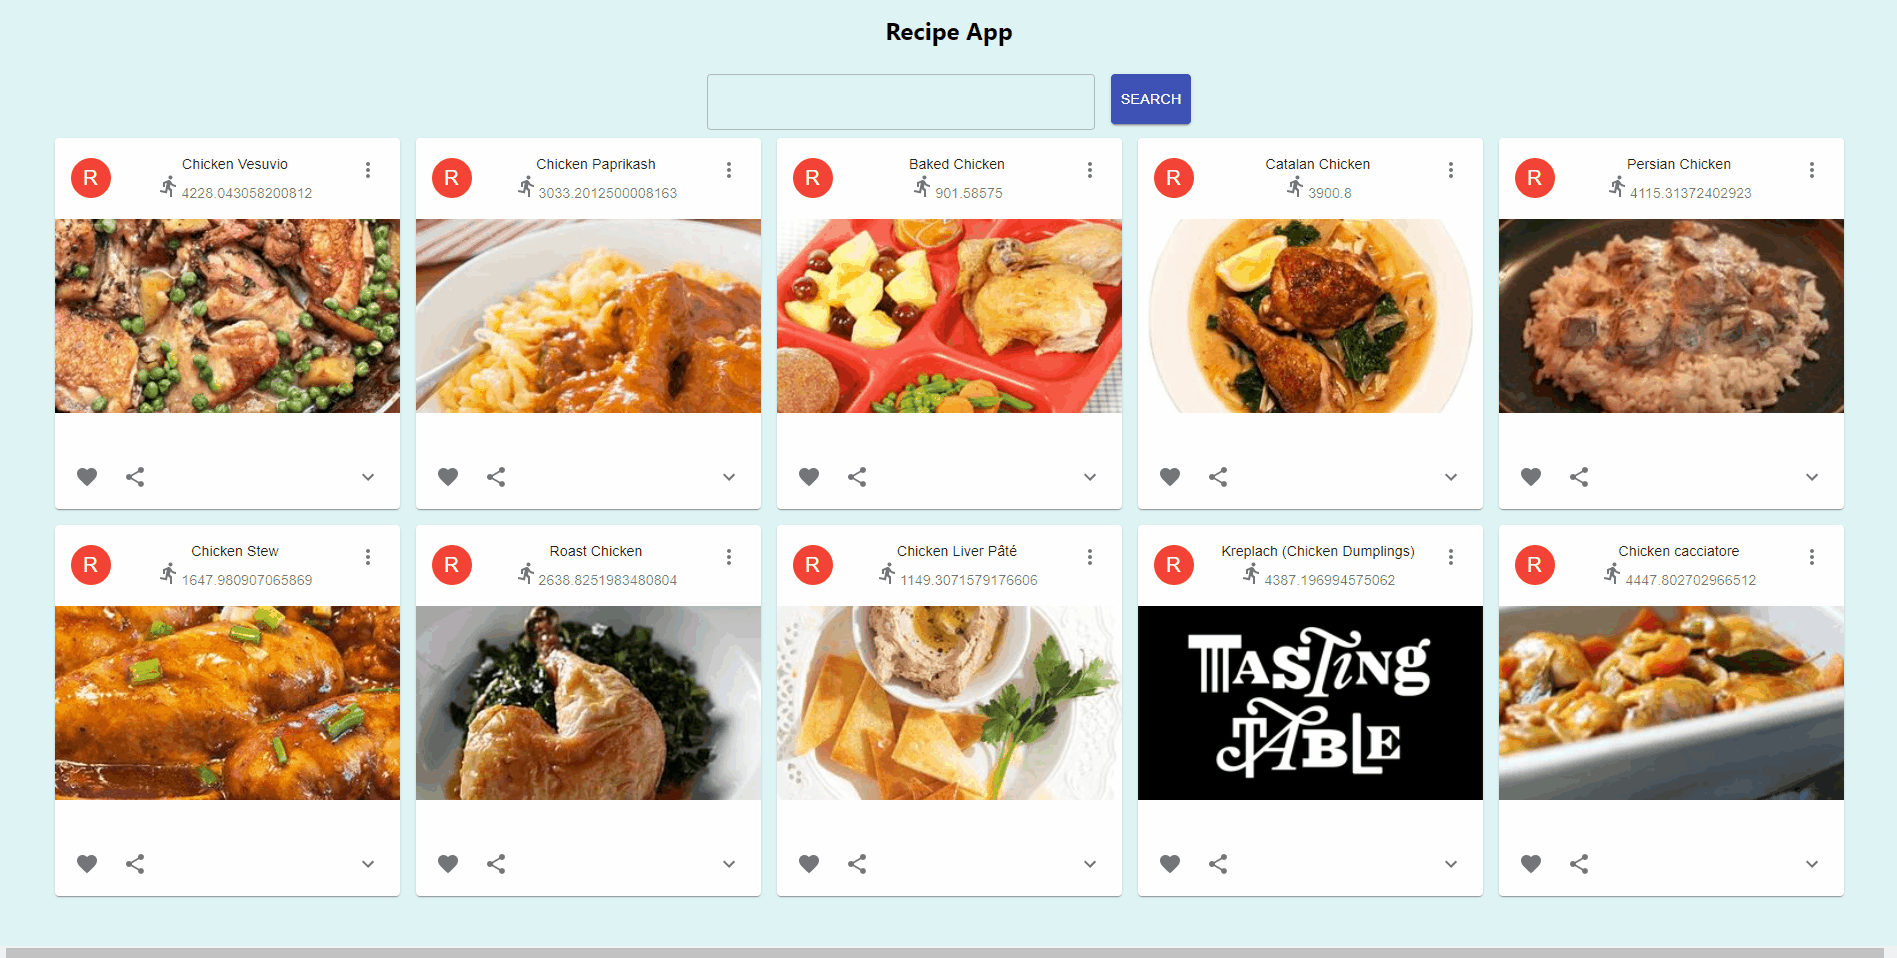 Recipe App
SEARCH
R
Chicken Vesuvio
4228.043058200812
R
Chicken Paprikash
3033.2012500008163
R
Baked Chicken
901.58575
R
Catalan Chicken
3900.8
R
Persian Chicken
4115.31372402923
R
Chicken Stew
1647.980907065869
R
Roast Chicken
2638.8251983480804
R
Chicken Liver Pâté
1149.3071579176606
R
Kreplach (Chicken Dumplings)
4387.196994575062
TASTING
TABLE
R
Chicken cacciatore
4447.802702966512